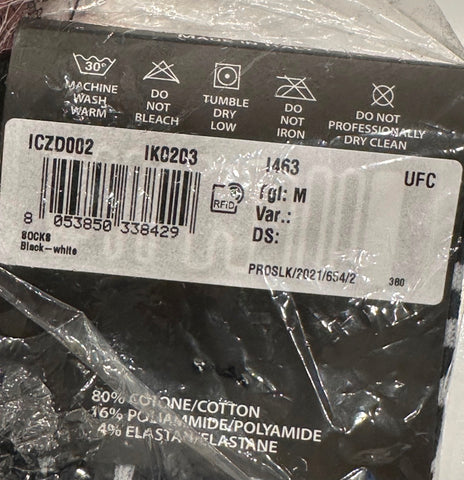 30°
MACHINE WASH WARM
DO NOT BLEACH
TUMBLE DRY LOW
DO NOT IRON
DO NOT PROFESSIONALLY DRY CLEAN
ICZD002 IK0203 I463 UFC
RFID
Tgl: M
Var.:
DS:
8 053850 338429
SOCKS
Black-white
PROSLK/2021/654/2 380
80% COTONE/COTTON
16% POLIAMMIDE/POLYAMIDE
4% ELASTAN/ELASTANE